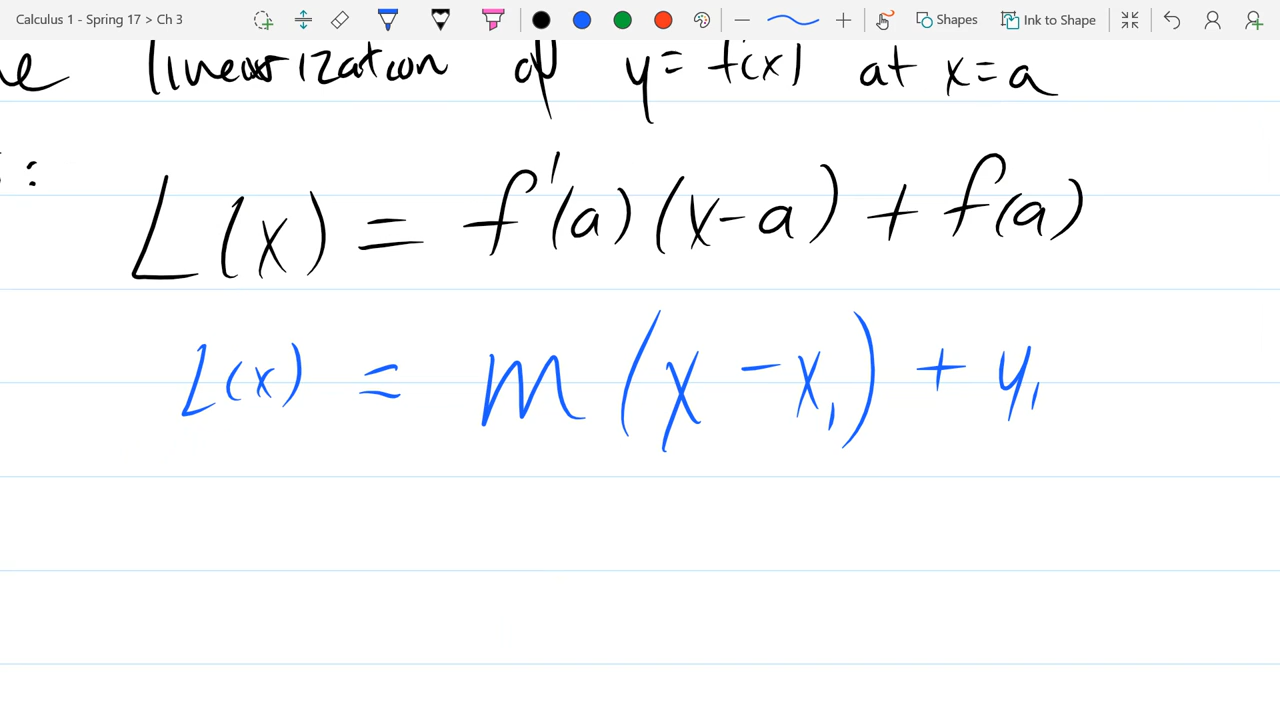 Calculus 1 - Spring 17 > Ch 3
Shapes
Ink to Shape
linearization of y = f(x) at x = a
:
L(x) = f'(a)(x-a) + f(a)
L(x) = m(x - x₁) + y₁